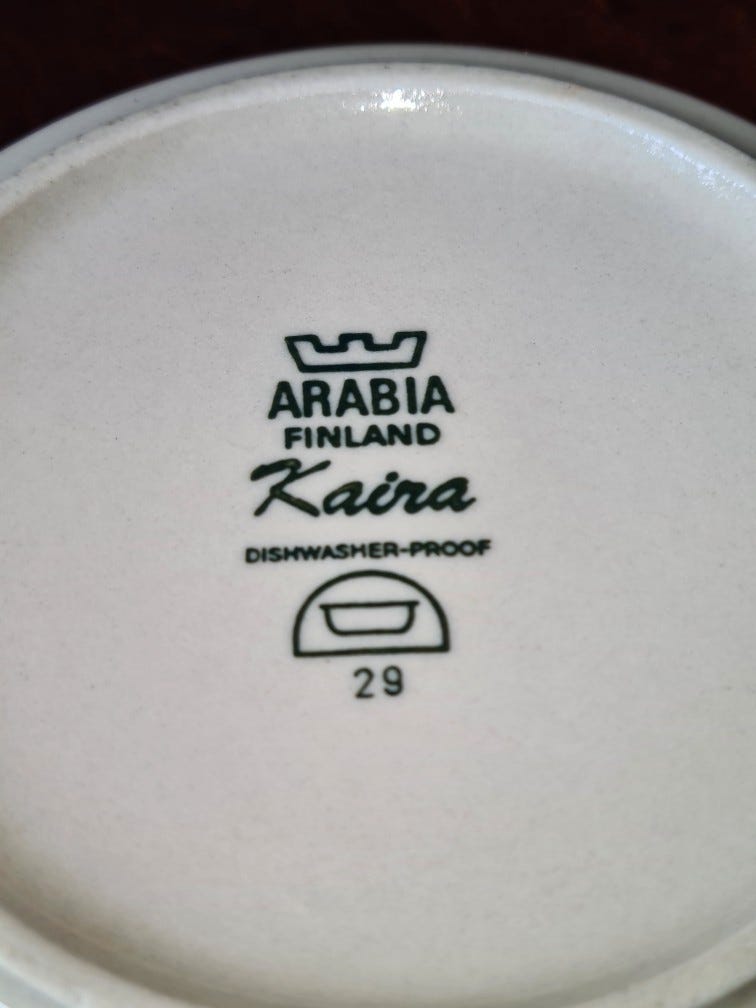 ARABIA
FINLAND
Kaira
DISHWASHER-PROOF
29